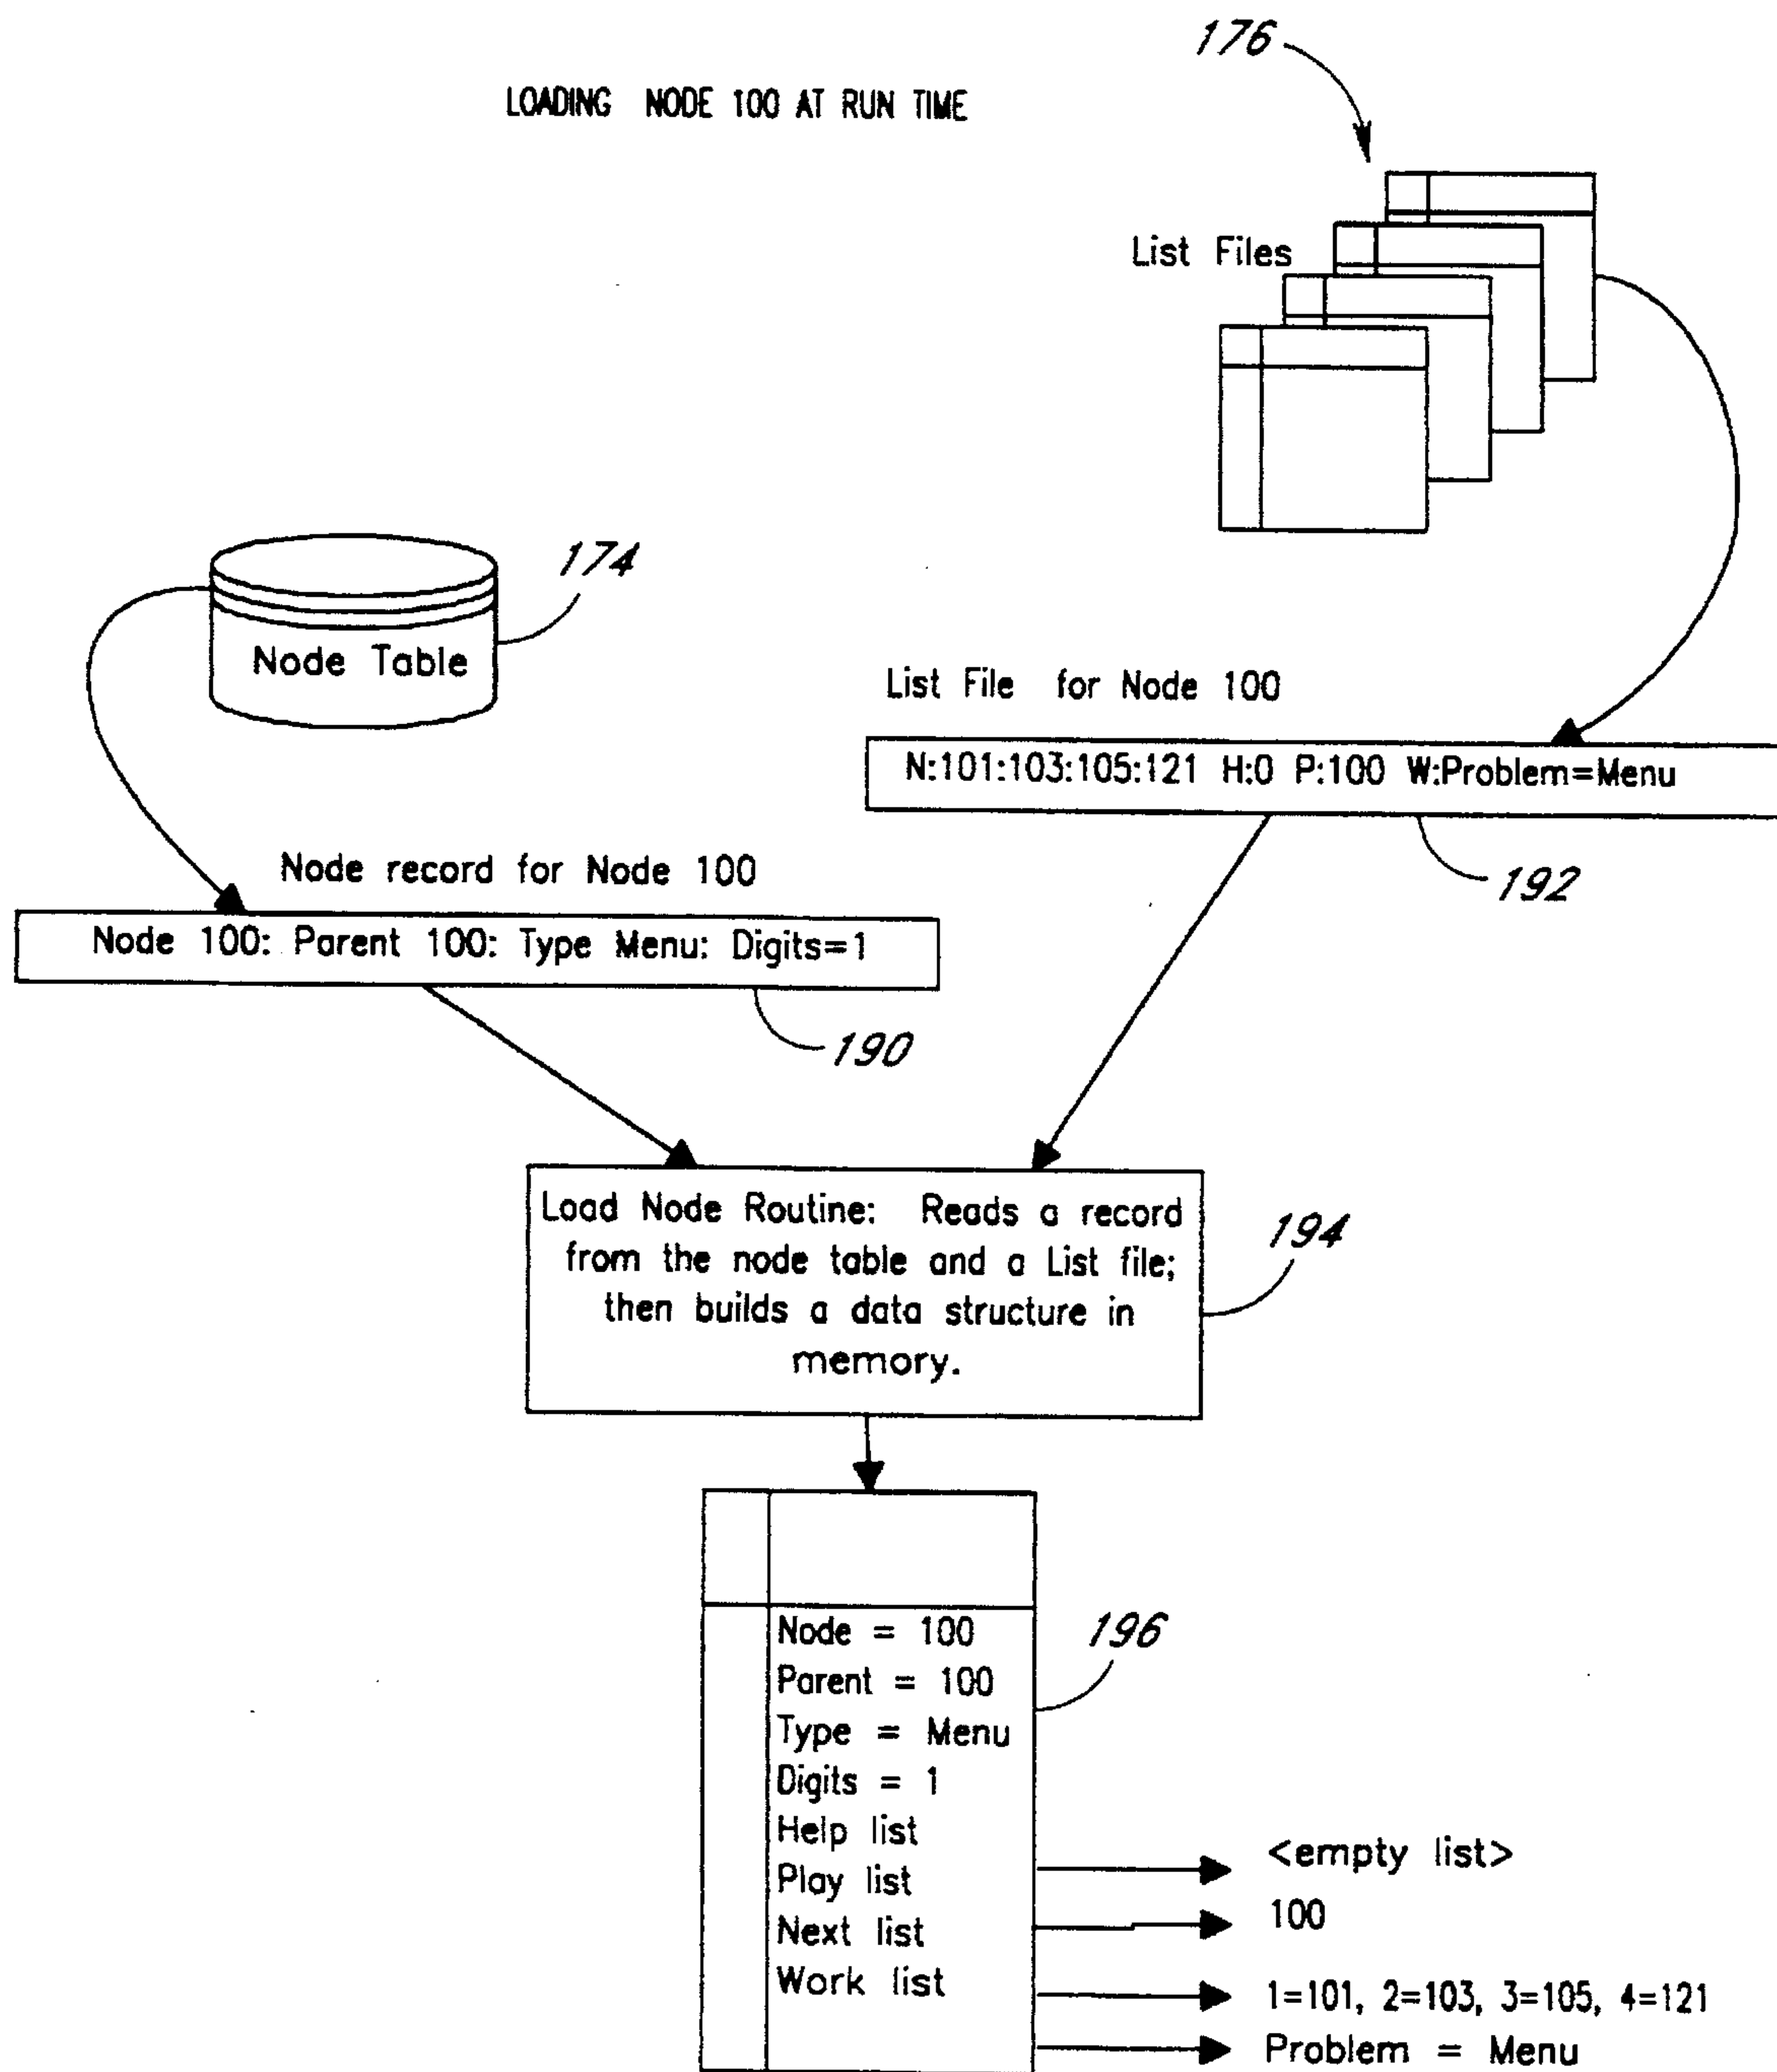 176
LOADING NODE 100 AT RUN TIME
List Files
174
Node Table
List File for Node 100
N:101:103:105:121 H:0 P:100 W:Problem=Menu
192
Node record for Node 100
Node 100: Parent 100: Type Menu: Digits=1
190
Load Node Routine: Reads a record
from the node table and a List file;
then builds a data structure in
memory.
194
Node = 100
196
Parent = 100
Type = Menu
Digits = 1
Help list
Play list
Next list
Work list
<empty list>
100
1=101, 2=103, 3=105, 4=121
Problem = Menu